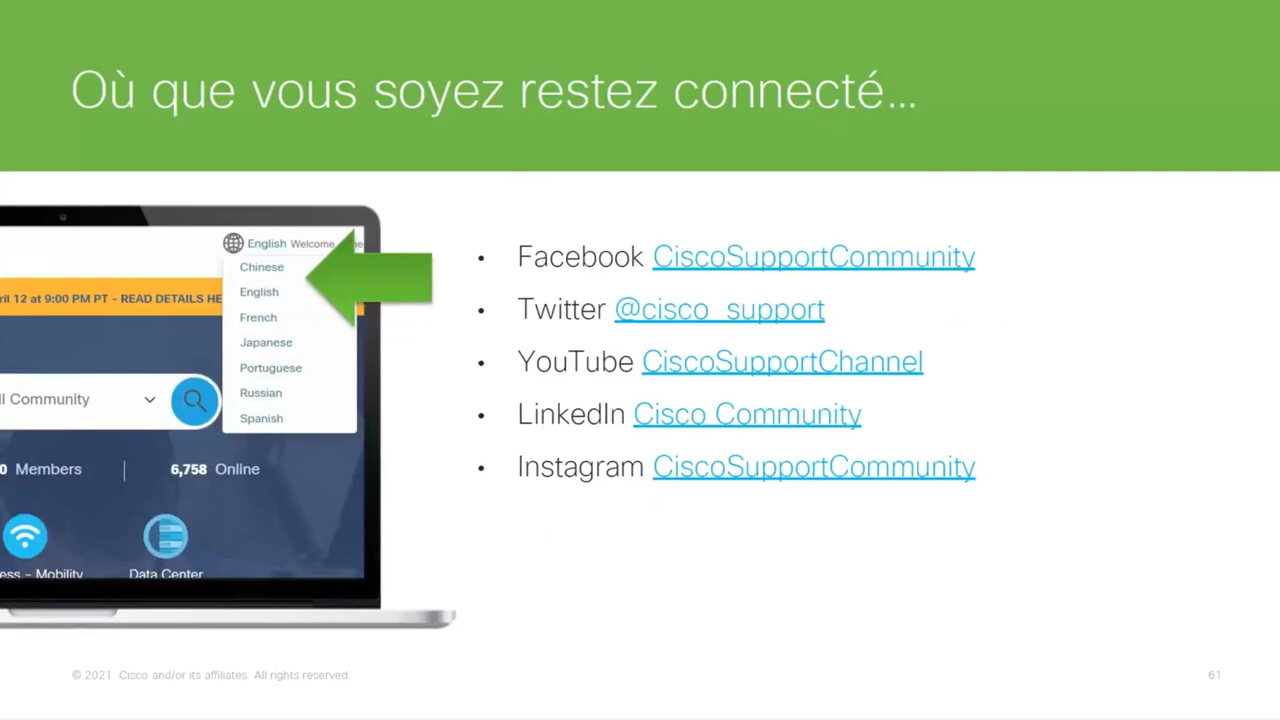 Où que vous soyez restez connecté...
English Welcome
Chinese
English
French
Japanese
Portuguese
Russian
Spanish
ril 12 at 9:00 PM PT - READ DETAILS HE
ll Community
0 Members
6,758 Online
ess - Mobility
Data Center
• Facebook CiscoSupportCommunity
• Twitter @cisco_support
• YouTube CiscoSupportChannel
• LinkedIn Cisco Community
• Instagram CiscoSupportCommunity
© 2021 Cisco and/or its affiliates. All rights reserved.
61